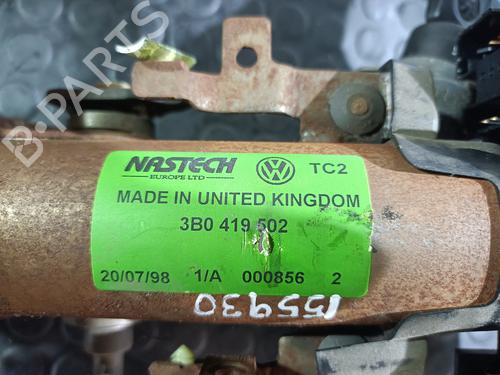 B-PARTS
NASTECH TC2
EUROPE LTD
MADE IN UNITED KINGDOM
3B0 419 502
20/07/98 1/A 000856 2
155930